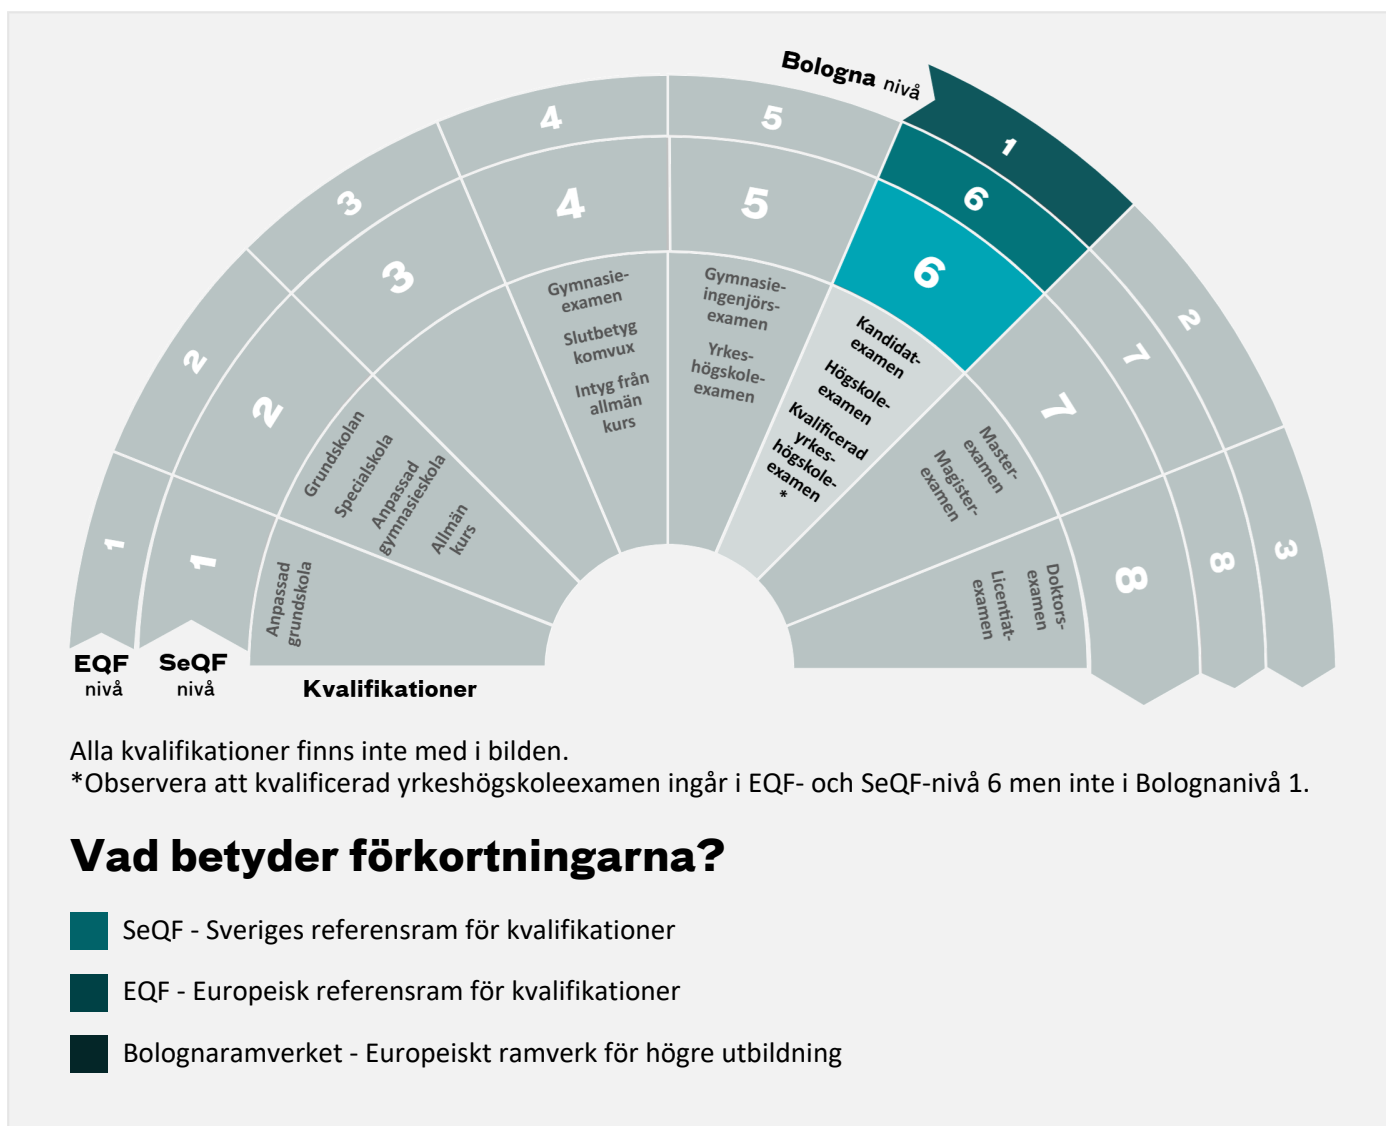 Bologna nivå
1
2
3
1
2
3
4
5
6
7
8
1
2
3
4
5
6
7
8
Anpassad
grundskola
Grundskolan
Specialskola
Anpassad
gymnasieskola
Allmän
kurs
Gymnasie-
examen
Slutbetyg
komvux
Intyg från
allmän
kurs
Gymnasie-
ingenjörs-
examen
Yrkes-
högskole-
examen
Kandidat-
examen
Högskole-
examen
Kvalificerad
yrkes-
högskole-
examen
*
Master-
examen
Magister-
examen
Doktors-
examen
Licentiat-
examen
EQF
nivå
SeQF
nivå
Kvalifikationer
Alla kvalifikationer finns inte med i bilden.
*Observera att kvalificerad yrkeshögskoleexamen ingår i EQF- och SeQF-nivå 6 men inte i Bolognanivå 1.
Vad betyder förkortningarna?
SeQF - Sveriges referensram för kvalifikationer
EQF - Europeisk referensram för kvalifikationer
Bolognaramverket - Europeiskt ramverk för högre utbildning